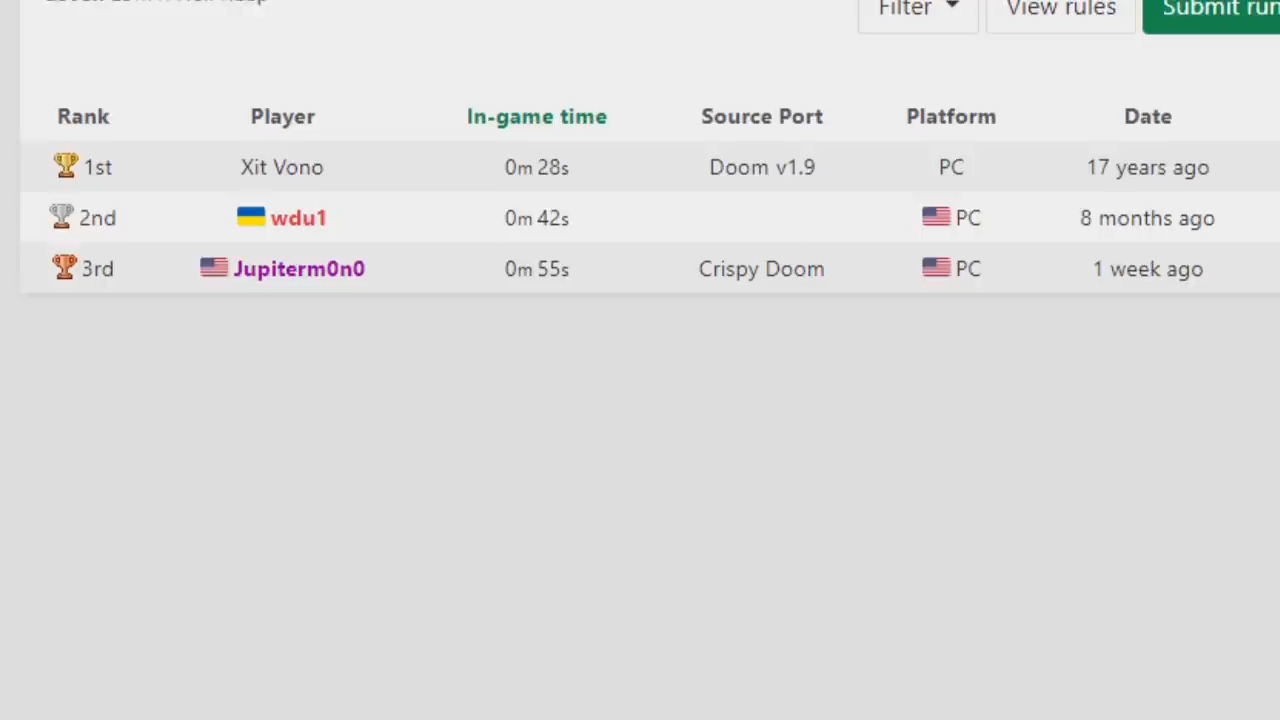 Filter View rules Submit run
Rank Player In-game time Source Port Platform Date
1st Xit Vono 0m 28s Doom v1.9 PC 17 years ago
2nd wdu1 0m 42s PC 8 months ago
3rd Jupiterm0n0 0m 55s Crispy Doom PC 1 week ago